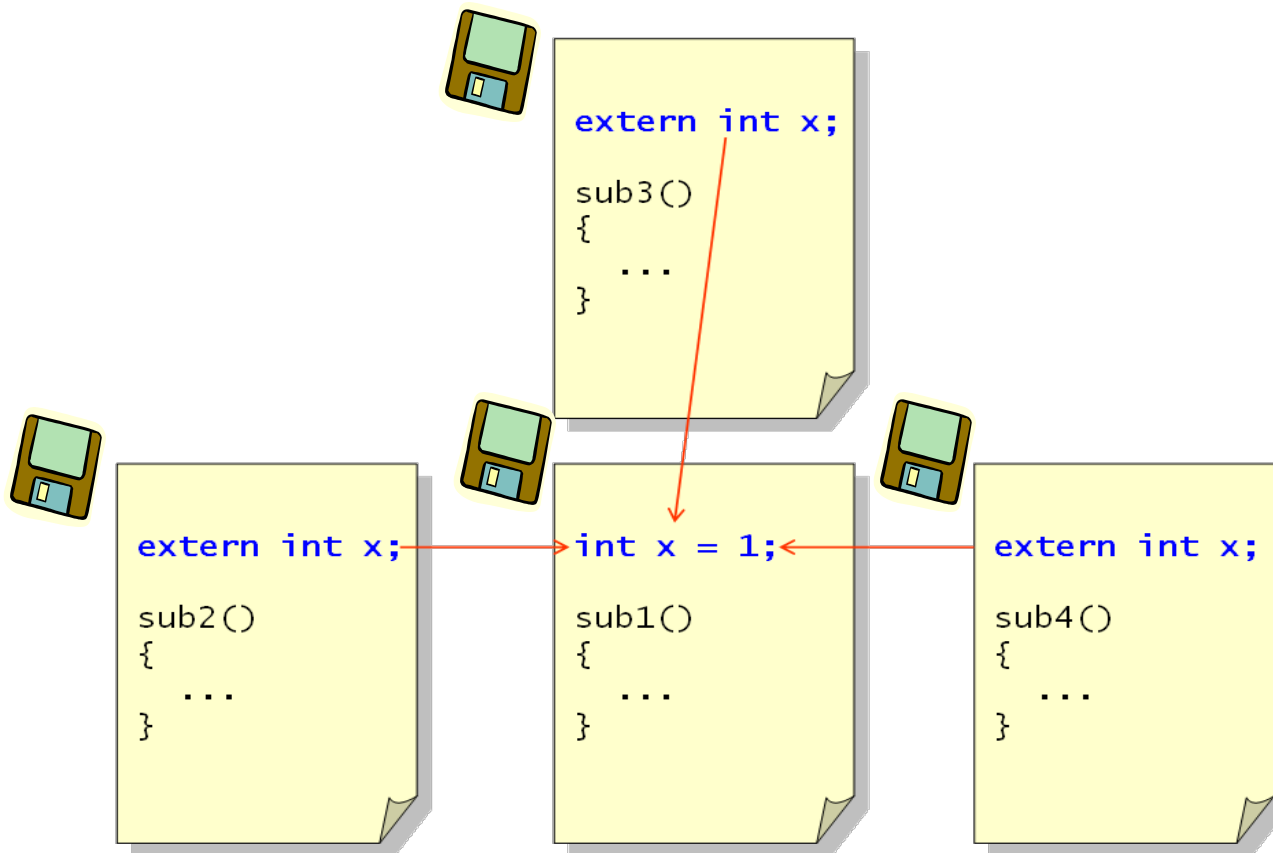 extern int x;
sub3()
{
...
}
extern int x;
sub2()
{
...
}
int x = 1;
sub1()
{
...
}
extern int x;
sub4()
{
...
}